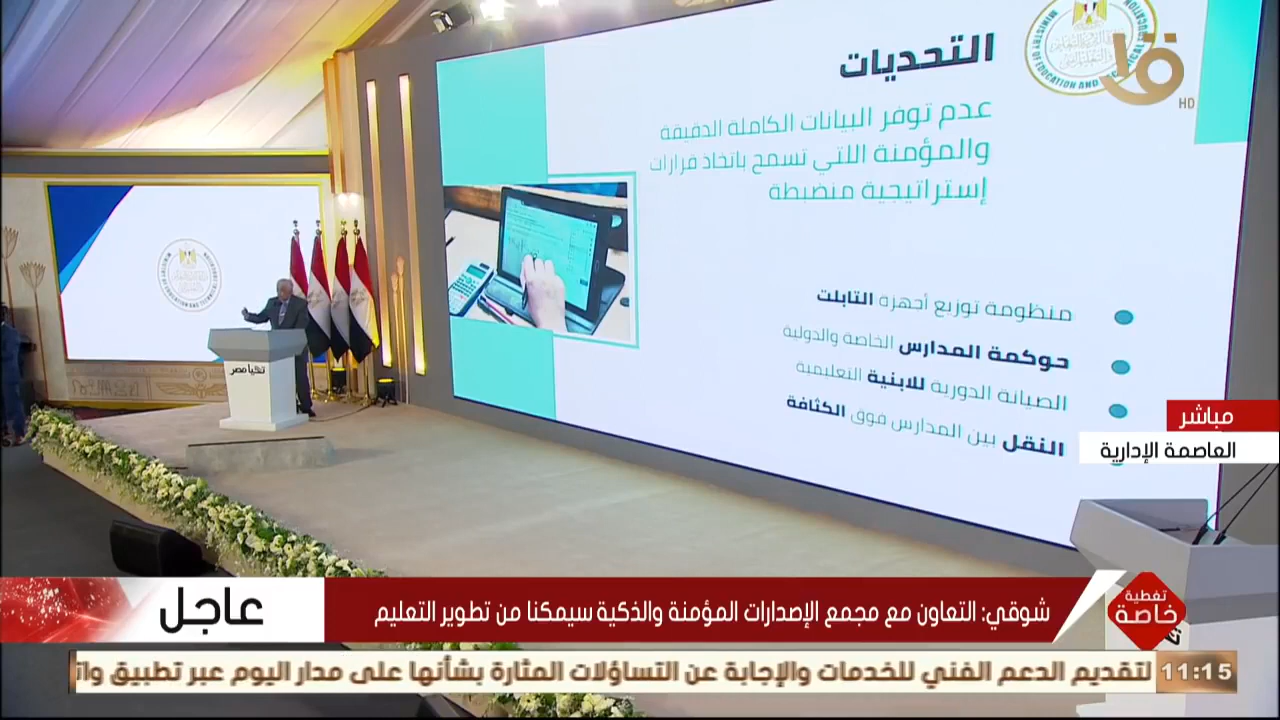 التحديات
عدم توفر البيانات الكاملة الدقيقة
والمؤمنة اللتي تسمح باتخاذ قرارات
إستراتيجية منضبطة
منظومة توزيع أجهزة التابلت
حوكمة المدارس الخاصة والدولية
الصيانة الدورية للابنية التعليمية
النقل بين المدارس فوق الكثافة
HD
تحيا مصر
مباشر
العاصمة الإدارية
تغطية
خاصة
شوقي: التعاون مع مجمع الإصدارات المؤمنة والذكية سيمكنا من تطوير التعليم
عاجل
11:15
لتقديم الدعم الفني للخدمات والإجابة عن التساؤلات المثارة بشأنها على مدار اليوم عبر تطبيق وات